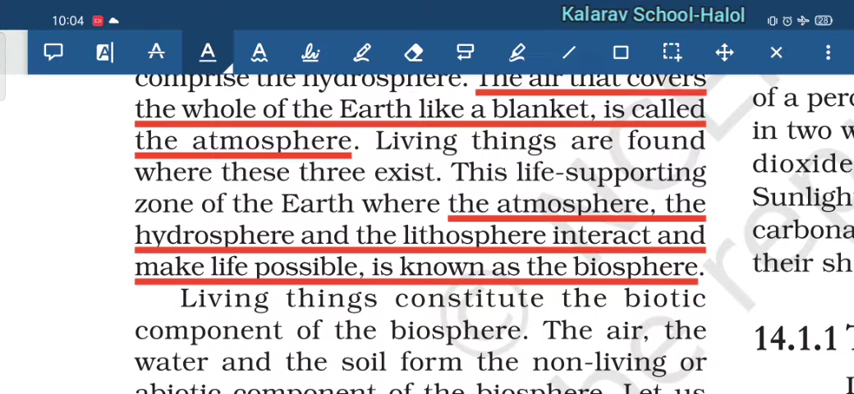 10:04
Kalarav School-Halol
28
comprise the hydrosphere. The air that covers
the whole of the Earth like a blanket, is called
the atmosphere. Living things are found
where these three exist. This life-supporting
zone of the Earth where the atmosphere, the
hydrosphere and the lithosphere interact and
make life possible, is known as the biosphere.
Living things constitute the biotic
component of the biosphere. The air, the
water and the soil form the non-living or
abiotic component of the biosphere. Let us
of a
in two
dioxide
carbona
their sh
14.1.1
© NCE